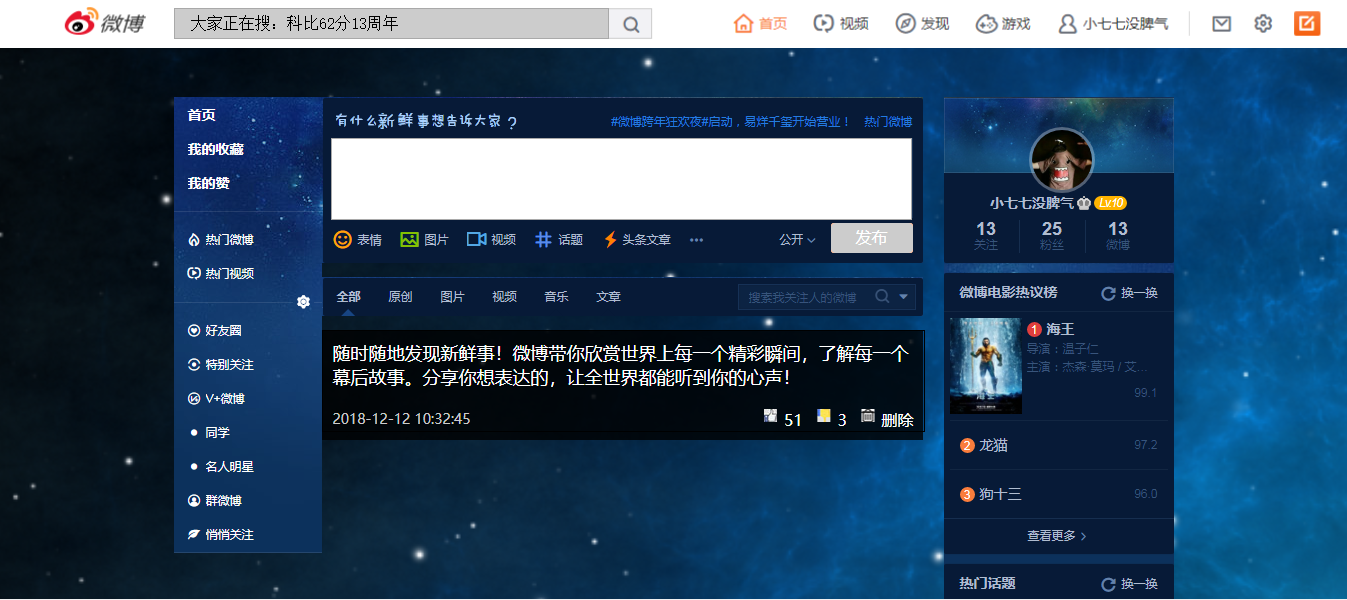 微博
大家正在搜：科比62分13周年
首页
视频
发现
游戏
小七七没脾气
首页
我的收藏
我的赞
热门微博
热门视频
好友圈
特别关注
V+微博
同学
名人明星
群微博
悄悄关注
有什么新鲜事想告诉大家？
#微博跨年狂欢夜#启动，易烊千玺开始营业！ 热门微博
表情 图片 视频 话题 头条文章 ··· 公开 发布
全部 原创 图片 视频 音乐 文章 搜索我关注人的微博
随时随地发现新鲜事！微博带你欣赏世界上每一个精彩瞬间，了解每一个
幕后故事。分享你想表达的，让全世界都能听到你的心声！
2018-12-12 10:32:45 51 3 删除
小七七没脾气 Lv.10
13 25 13
关注 粉丝 微博
微博电影热议榜 换一换
海王
1 海王
导演：温子仁
主演：杰森·莫玛 / 艾...
99.1
2 龙猫 97.2
3 狗十三 96.0
查看更多 >
热门话题 换一换